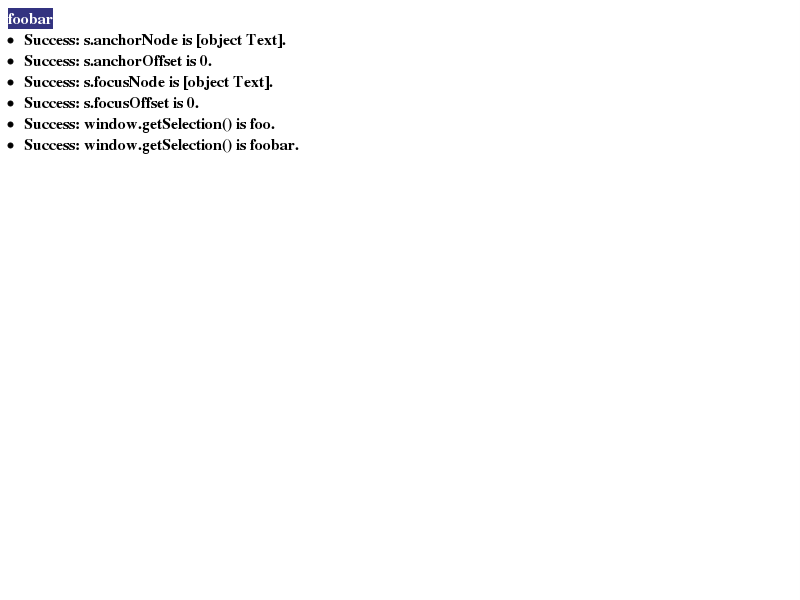 foobar
• Success: s.anchorNode is [object Text].
• Success: s.anchorOffset is 0.
• Success: s.focusNode is [object Text].
• Success: s.focusOffset is 0.
• Success: window.getSelection() is foo.
• Success: window.getSelection() is foobar.